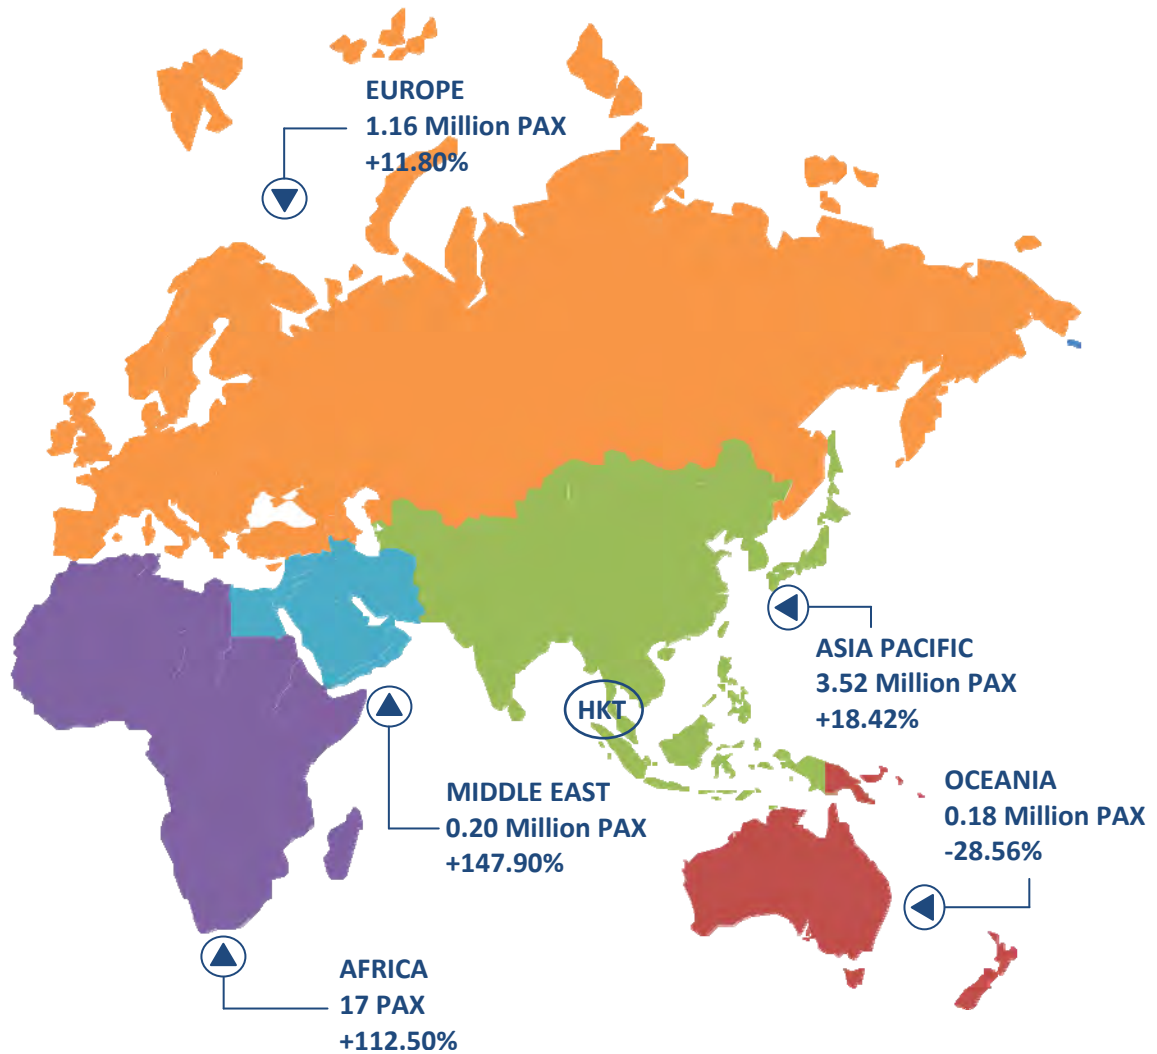 EUROPE
1.16 Million PAX
+11.80%
ASIA PACIFIC
3.52 Million PAX
+18.42%
HKT
MIDDLE EAST
0.20 Million PAX
+147.90%
OCEANIA
0.18 Million PAX
-28.56%
AFRICA
17 PAX
+112.50%